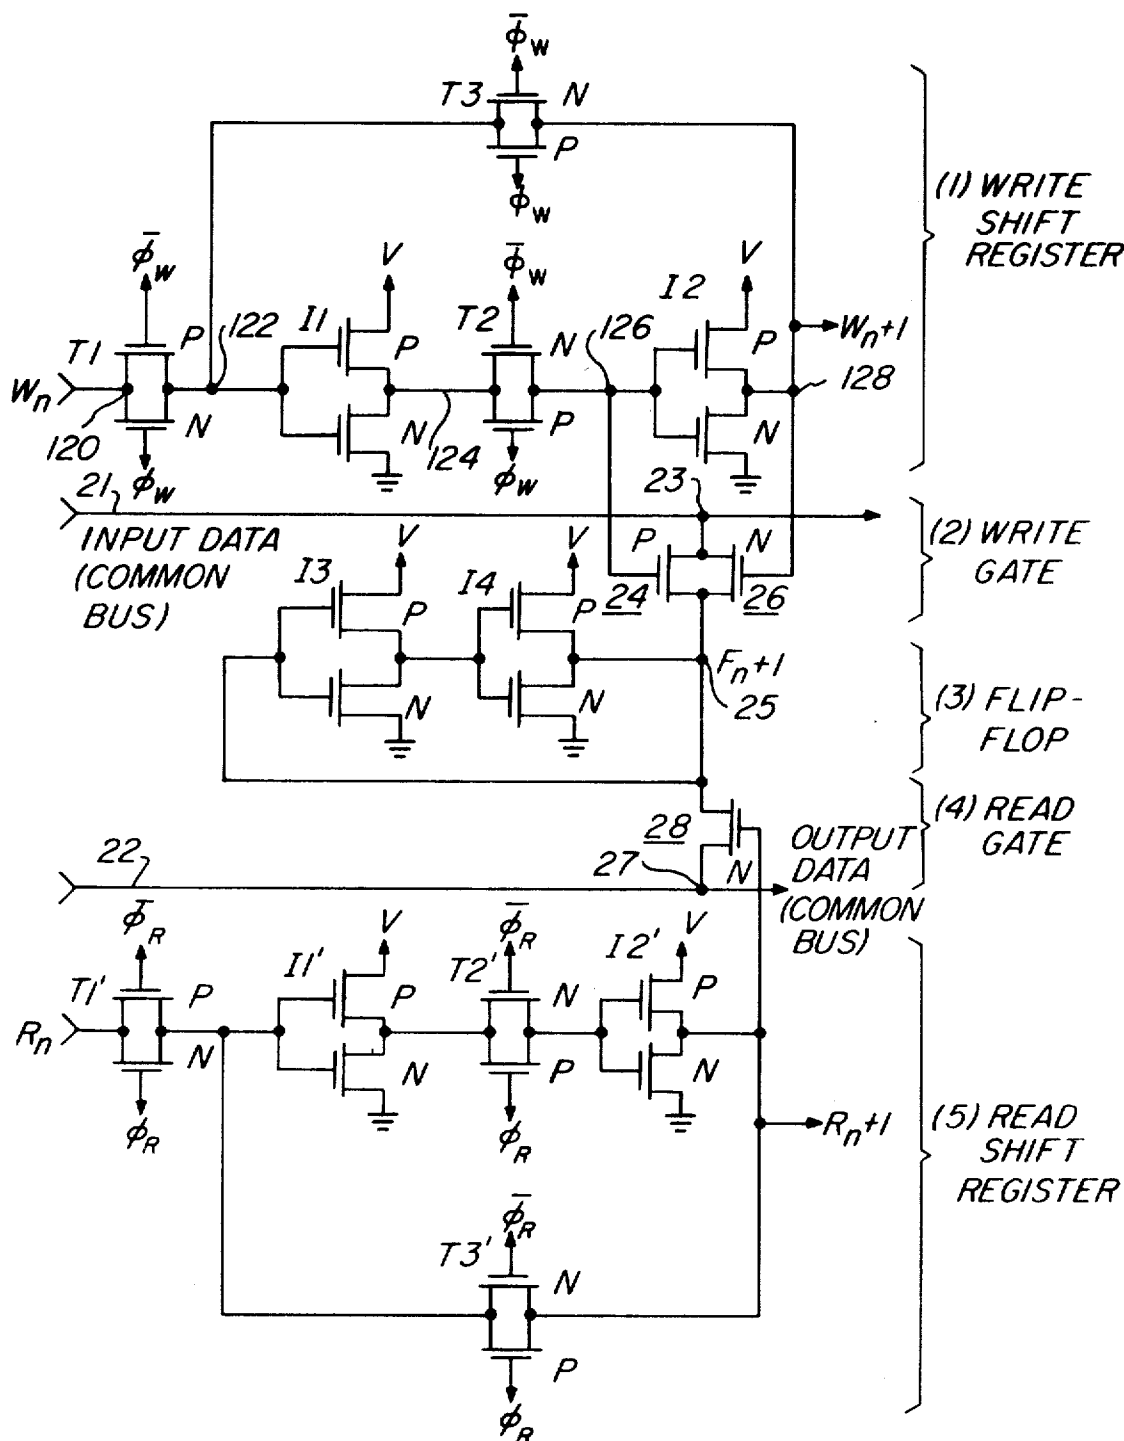 ϕ̅W
T3
N
P
ϕW
(1) WRITE
SHIFT
REGISTER
ϕ̅W
V
ϕ̅W
V
I1
I2
122
T2
126
T1
P
P
N
P
Wn+1
Wn
128
120
N
N
124
P
N
ϕW
ϕW
21
23
INPUT DATA
(COMMON
BUS)
V
V
P
N
(2) WRITE
GATE
I3
I4
24
26
P
P
Fn+1
25
N
N
(3) FLIP-
FLOP
(4) READ
GATE
28
22
27
N
OUTPUT
DATA
(COMMON
BUS)
ϕ̅R
V
ϕ̅R
V
I1'
T2'
I2'
T1'
P
P
N
P
Rn
N
N
P
N
ϕR
ϕR
Rn+1
(5) READ
SHIFT
REGISTER
ϕ̅R
T3'
N
P
ϕR